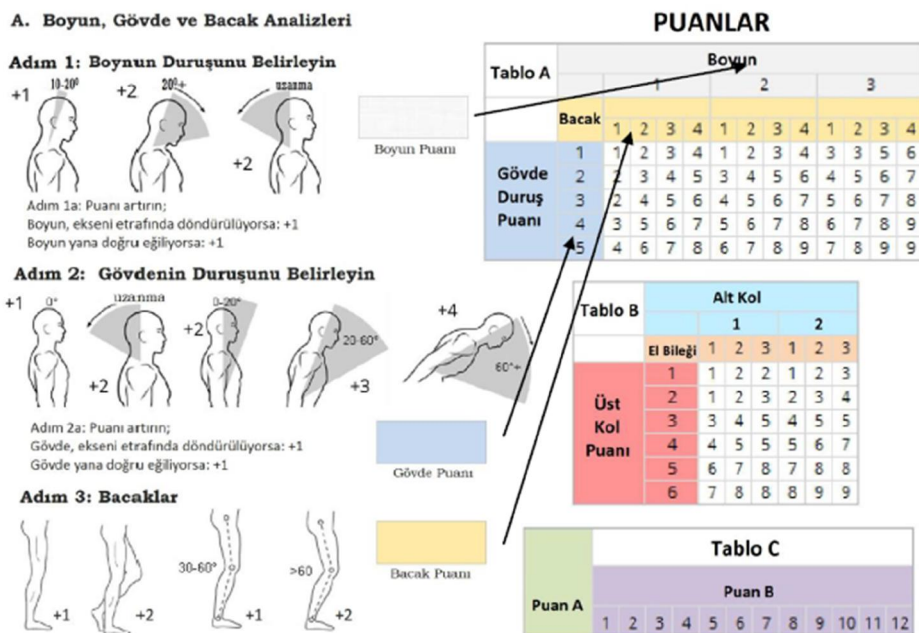 A. Boyun, Gövde ve Bacak Analizleri
Adım 1: Boynun Duruşunu Belirleyin
+1 10-20⁰ +2 20⁰+ uzanma
+2
Boyun Puanı
Adım 1a: Puanı artırın;
Boyun, ekseni etrafında döndürülüyorsa: +1
Boyun yana doğru eğiliyorsa: +1
Adım 2: Gövdenin Duruşunu Belirleyin
+1 0° uzanma 0-20° +4
+2 20-60°
+2 +3 60°+
Adım 2a: Puanı artırın;
Gövde, ekseni etrafında döndürülüyorsa: +1
Gövde yana doğru eğiliyorsa: +1
Gövde Puanı
Adım 3: Bacaklar
30-60° >60
+1 +2 +1 +2
Bacak Puanı
PUANLAR
Tablo A Boyun
1 2 3
Bacak 1 2 3 4 1 2 3 4 1 2 3 4
Gövde Duruş Puanı
1 1 2 3 4 1 2 3 4 3 3 5 6
2 2 3 4 5 3 4 5 6 4 5 6 7
3 2 4 5 6 4 5 6 7 5 6 7 8
4 3 5 6 7 5 6 7 8 6 7 8 9
5 4 6 7 8 6 7 8 9 7 8 9 9
Tablo B Alt Kol
1 2
El Bileği 1 2 3 1 2 3
Üst Kol Puanı
1 1 2 2 1 2 3
2 1 2 3 2 3 4
3 3 4 5 4 5 5
4 4 5 5 5 6 7
5 6 7 8 7 8 8
6 7 8 8 8 9 9
Tablo C
Puan A Puan B
1 2 3 4 5 6 7 8 9 10 11 12